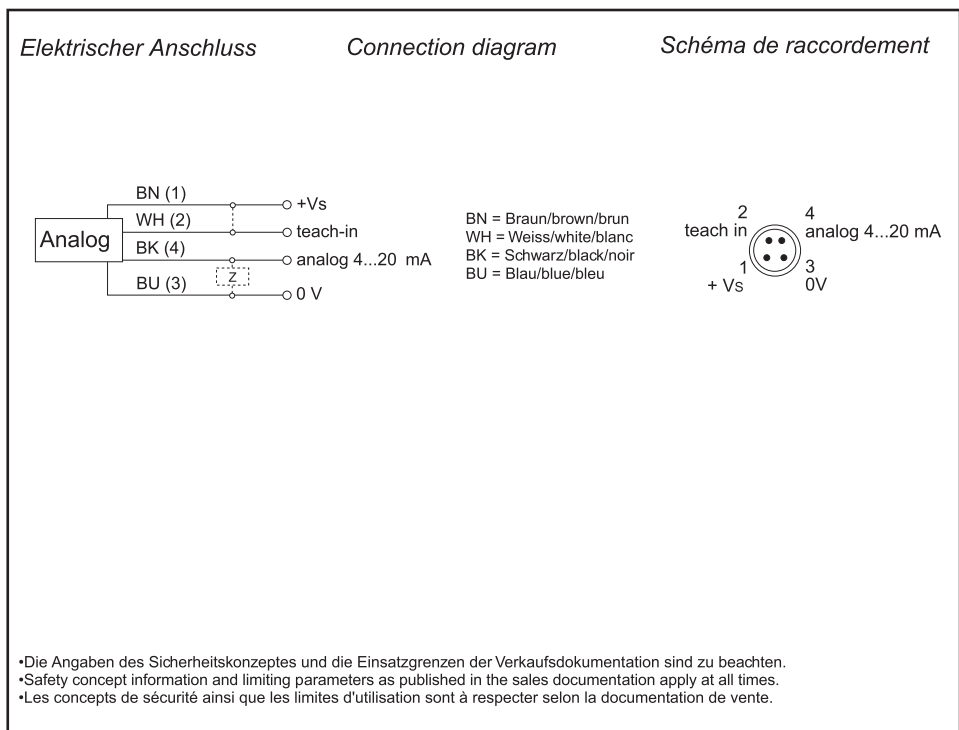 Elektrischer Anschluss
Connection diagram
Schéma de raccordement
Analog
BN (1)
+Vs
WH (2)
teach-in
BK (4)
analog 4...20 mA
Z
BU (3)
0 V
BN = Braun/brown/brun
WH = Weiss/white/blanc
BK = Schwarz/black/noir
BU = Blau/blue/bleu
2
teach in
4
analog 4...20 mA
1
+ Vs
3
0V
•Die Angaben des Sicherheitskonzeptes und die Einsatzgrenzen der Verkaufsdokumentation sind zu beachten.
•Safety concept information and limiting parameters as published in the sales documentation apply at all times.
•Les concepts de sécurité ainsi que les limites d'utilisation sont à respecter selon la documentation de vente.